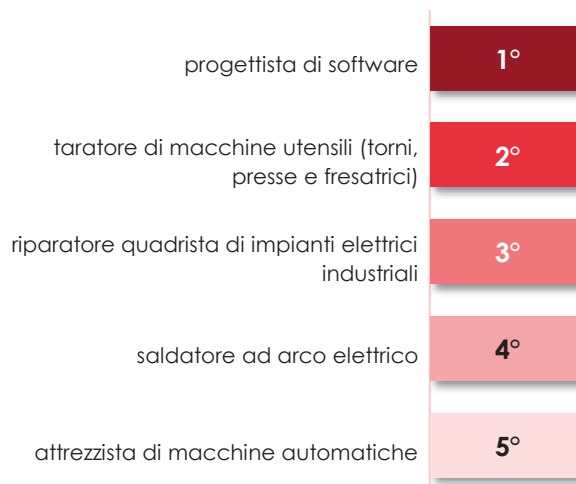 progettista di software
1°
taratore di macchine utensili (torni,
presse e fresatrici)
2°
riparatore quadrista di impianti elettrici
industriali
3°
saldatore ad arco elettrico
4°
attrezzista di macchine automatiche
5°